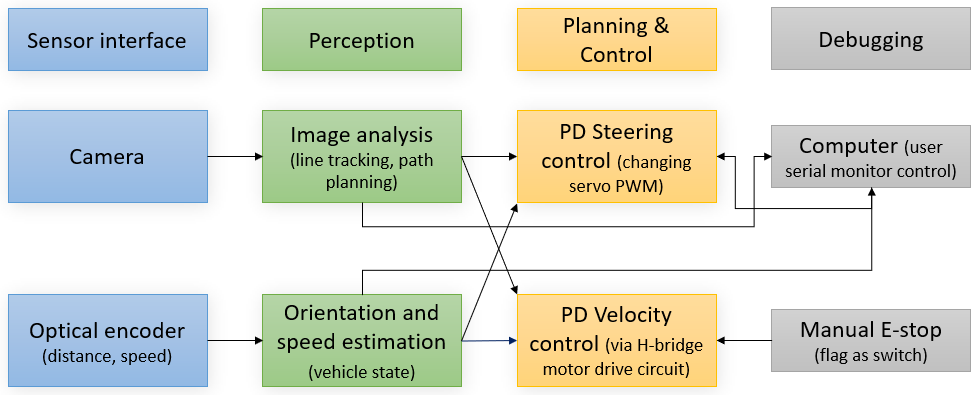 Sensor interface
Perception
Planning &
Control
Debugging
Camera
Image analysis
(line tracking, path
planning)
PD Steering
control (changing
servo PWM)
Computer (user
serial monitor control)
Optical encoder
(distance, speed)
Orientation and
speed estimation
(vehicle state)
PD Velocity
control (via H-bridge
motor drive circuit)
Manual E-stop
(flag as switch)